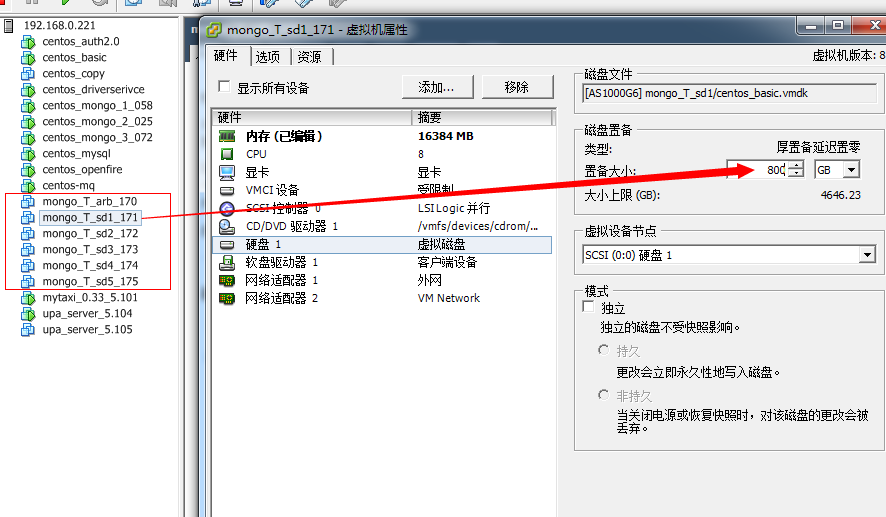 192.168.0.221
centos_auth2.0
centos_basic
centos_copy
centos_driverserivce
centos_mongo_1_058
centos_mongo_2_025
centos_mongo_3_072
centos_mysql
centos_openfire
centos-mq
mongo_T_arb_170
mongo_T_sd1_171
mongo_T_sd2_172
mongo_T_sd3_173
mongo_T_sd4_174
mongo_T_sd5_175
mytaxi_0.33_5.101
upa_server_5.104
upa_server_5.105
mongo_T_sd1_171 - 虚拟机属性
硬件 选项 资源
虚拟机版本: 8
显示所有设备 添加... 移除
硬件 摘要
内存 (已编辑) 16384 MB
CPU 8
显卡 显卡
VMCI 设备 受限制
SCSI 控制器 0 LSI Logic 并行
CD/DVD 驱动器 1 /vmfs/devices/cdrom/...
硬盘 1 虚拟磁盘
软盘驱动器 1 客户端设备
网络适配器 1 外网
网络适配器 2 VM Network
磁盘文件
[AS1000G6] mongo_T_sd1/centos_basic.vmdk
磁盘置备
类型: 厚置备延迟置零
置备大小: 800 GB
大小上限 (GB): 4646.23
虚拟设备节点
SCSI (0:0) 硬盘 1
模式
独立
独立的磁盘不受快照影响。
持久
更改会立即永久性地写入磁盘。
非持久
当关闭电源或恢复快照时，对该磁盘的更改会被
丢弃。